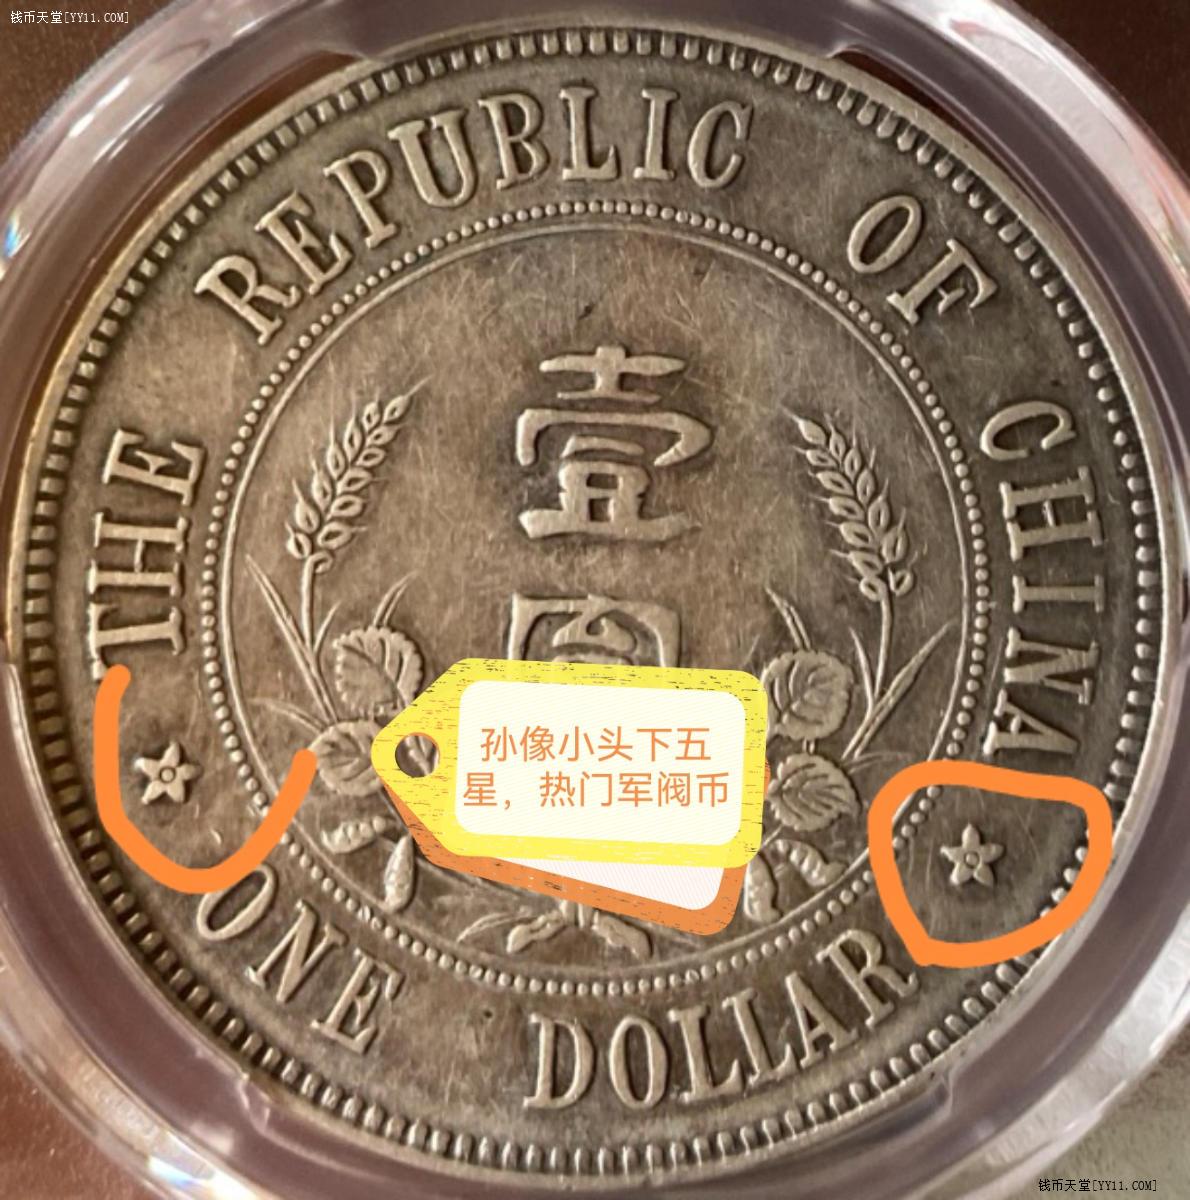 钱币天堂[YY11.COM]
THE REPUBLIC OF CHINA
壹
圓
孙像小头下五
星，热门军阀币
ONE DOLLAR
钱币天堂[YY11.COM]